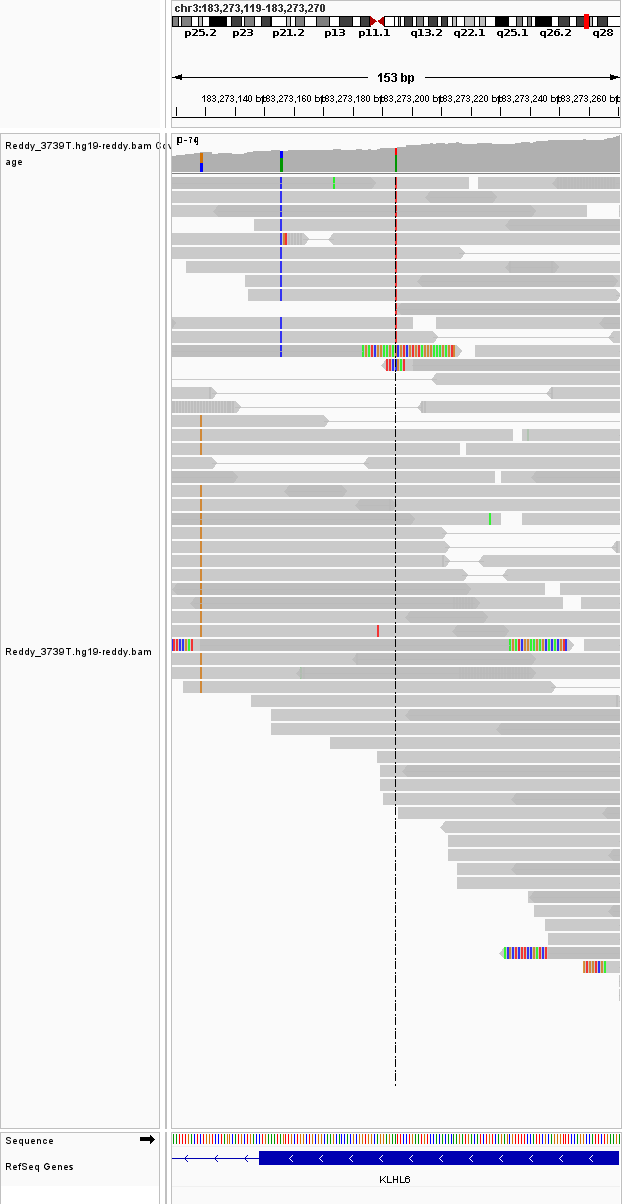 chr3:183,273,119-183,273,270
p25.2 p23 p21.2 p13 p11.1 q13.2 q22.1 q25.1 q26.2 q28
153 bp
183,273,140 bp 183,273,160 bp 183,273,180 bp 183,273,200 bp 183,273,220 bp 183,273,240 bp 183,273,260 bp
Reddy_3739T.hg19-reddy.bam Cov
age
Reddy_3739T.hg19-reddy.bam
Sequence
RefSeq Genes
KLHL6